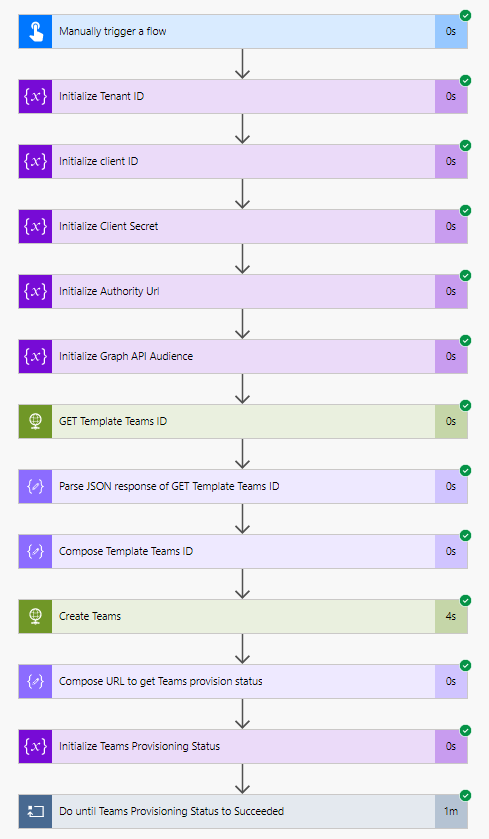 Manually trigger a flow 0s
{x} Initialize Tenant ID 0s
{x} Initialize client ID 0s
{x} Initialize Client Secret 0s
{x} Initialize Authority Url 0s
{x} Initialize Graph API Audience 0s
GET Template Teams ID 0s
Parse JSON response of GET Template Teams ID 0s
Compose Template Teams ID 0s
Create Teams 4s
Compose URL to get Teams provision status 0s
{x} Initialize Teams Provisioning Status 0s
Do until Teams Provisioning Status to Succeeded 1m